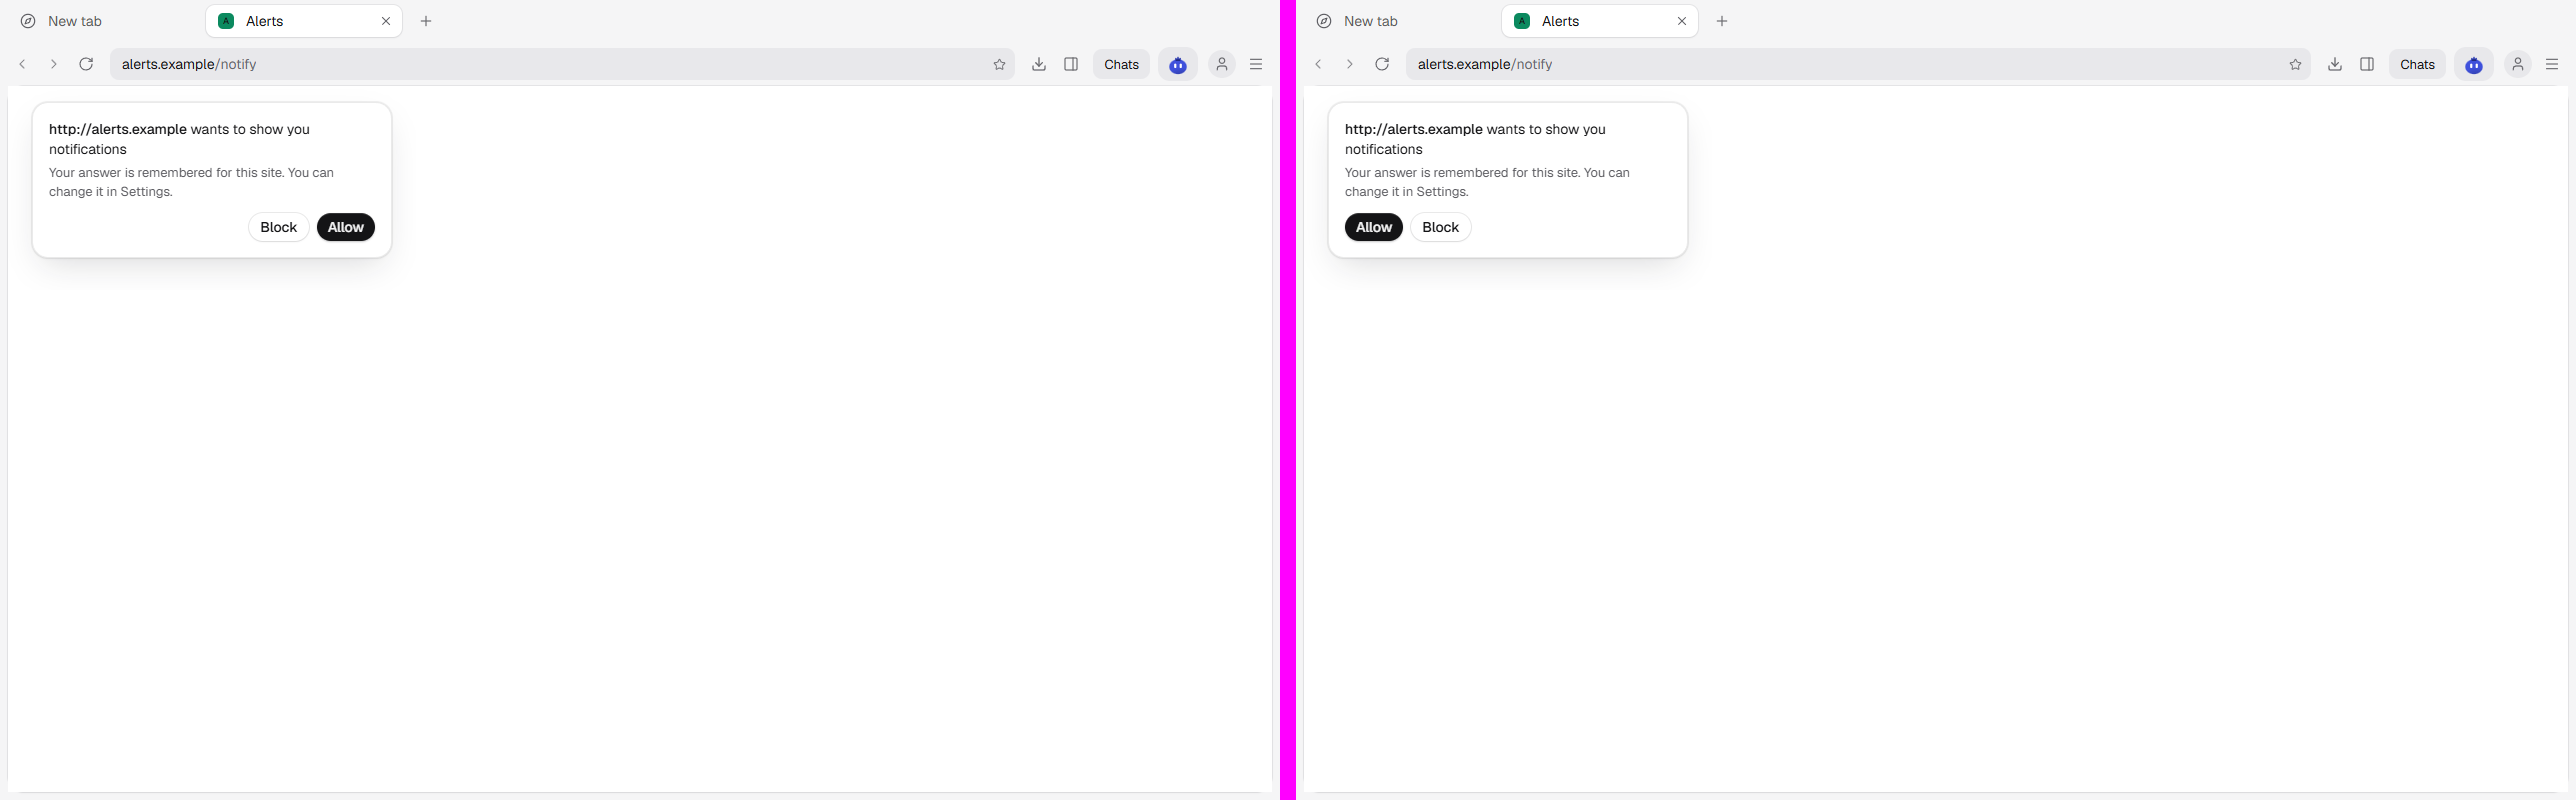 New tab
A Alerts
alerts.example/notify
Chats
http://alerts.example wants to show you
notifications
Your answer is remembered for this site. You can
change it in Settings.
Block Allow
New tab
A Alerts
alerts.example/notify
Chats
http://alerts.example wants to show you
notifications
Your answer is remembered for this site. You can
change it in Settings.
Allow Block